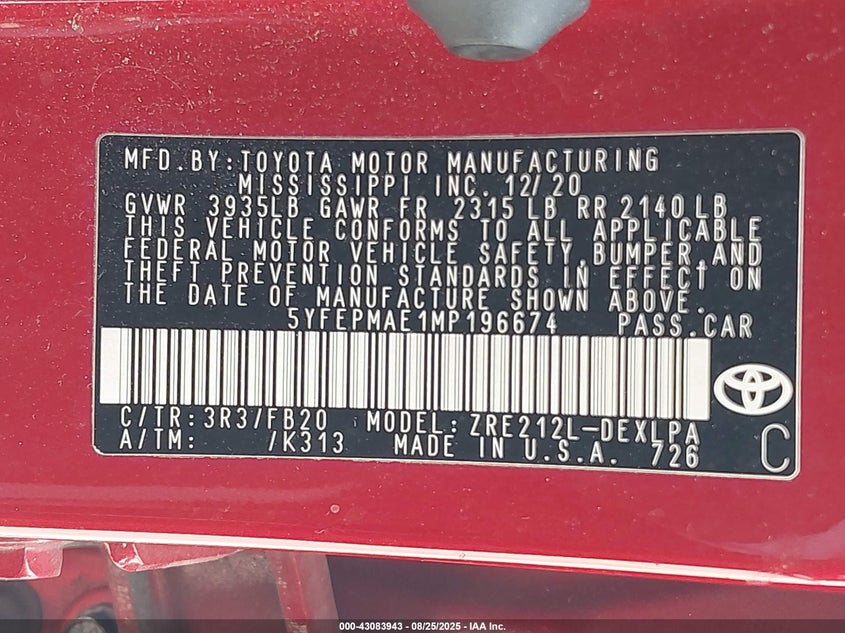 MFD.BY:TOYOTA MOTOR MANUFACTURING
MISSISSIPPI INC. 12/20
GVWR 3935LB GAWR FR 2315 LB RR 2140LB
THIS VEHICLE CONFORMS TO ALL APPLICABLE
FEDERAL MOTOR VEHICLE SAFETY,BUMPER,AND
THEFT PREVENTION STANDARDS IN EFFECT ON
THE DATE OF MANUFACTURE SHOWN ABOVE.
5YFEPMAE1MP196674 PASS.CAR
C/TR:3R3/FB20 MODEL:ZRE212L-DEXLPA
A/TM: /K313 MADE IN U.S.A. 726
C
000-43083943 - 08/25/2025 - IAA Inc.